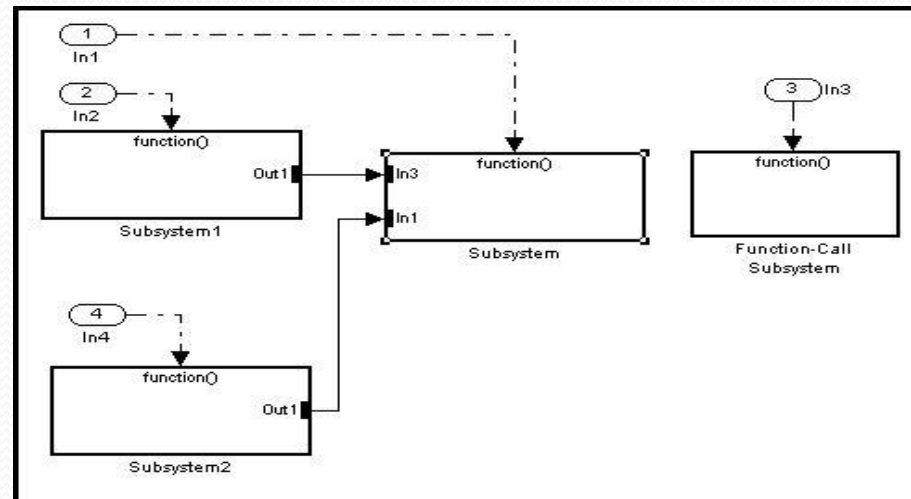 1
In1
2
In2
function()
Out1
Subsystem1
function()
In3
In1
Subsystem
3
In3
function()
Function-Call
Subsystem
4
In4
function()
Out1
Subsystem2